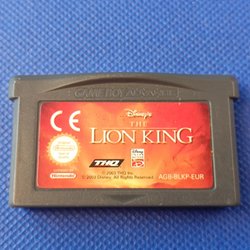 GAME BOY ADVANCE
Disney's
THE
LION KING
CE
THQ
© 2003 THQ Inc.
© 2003 Disney. All Rights Reserved.
Nintendo
AGB-BLKP-EUR